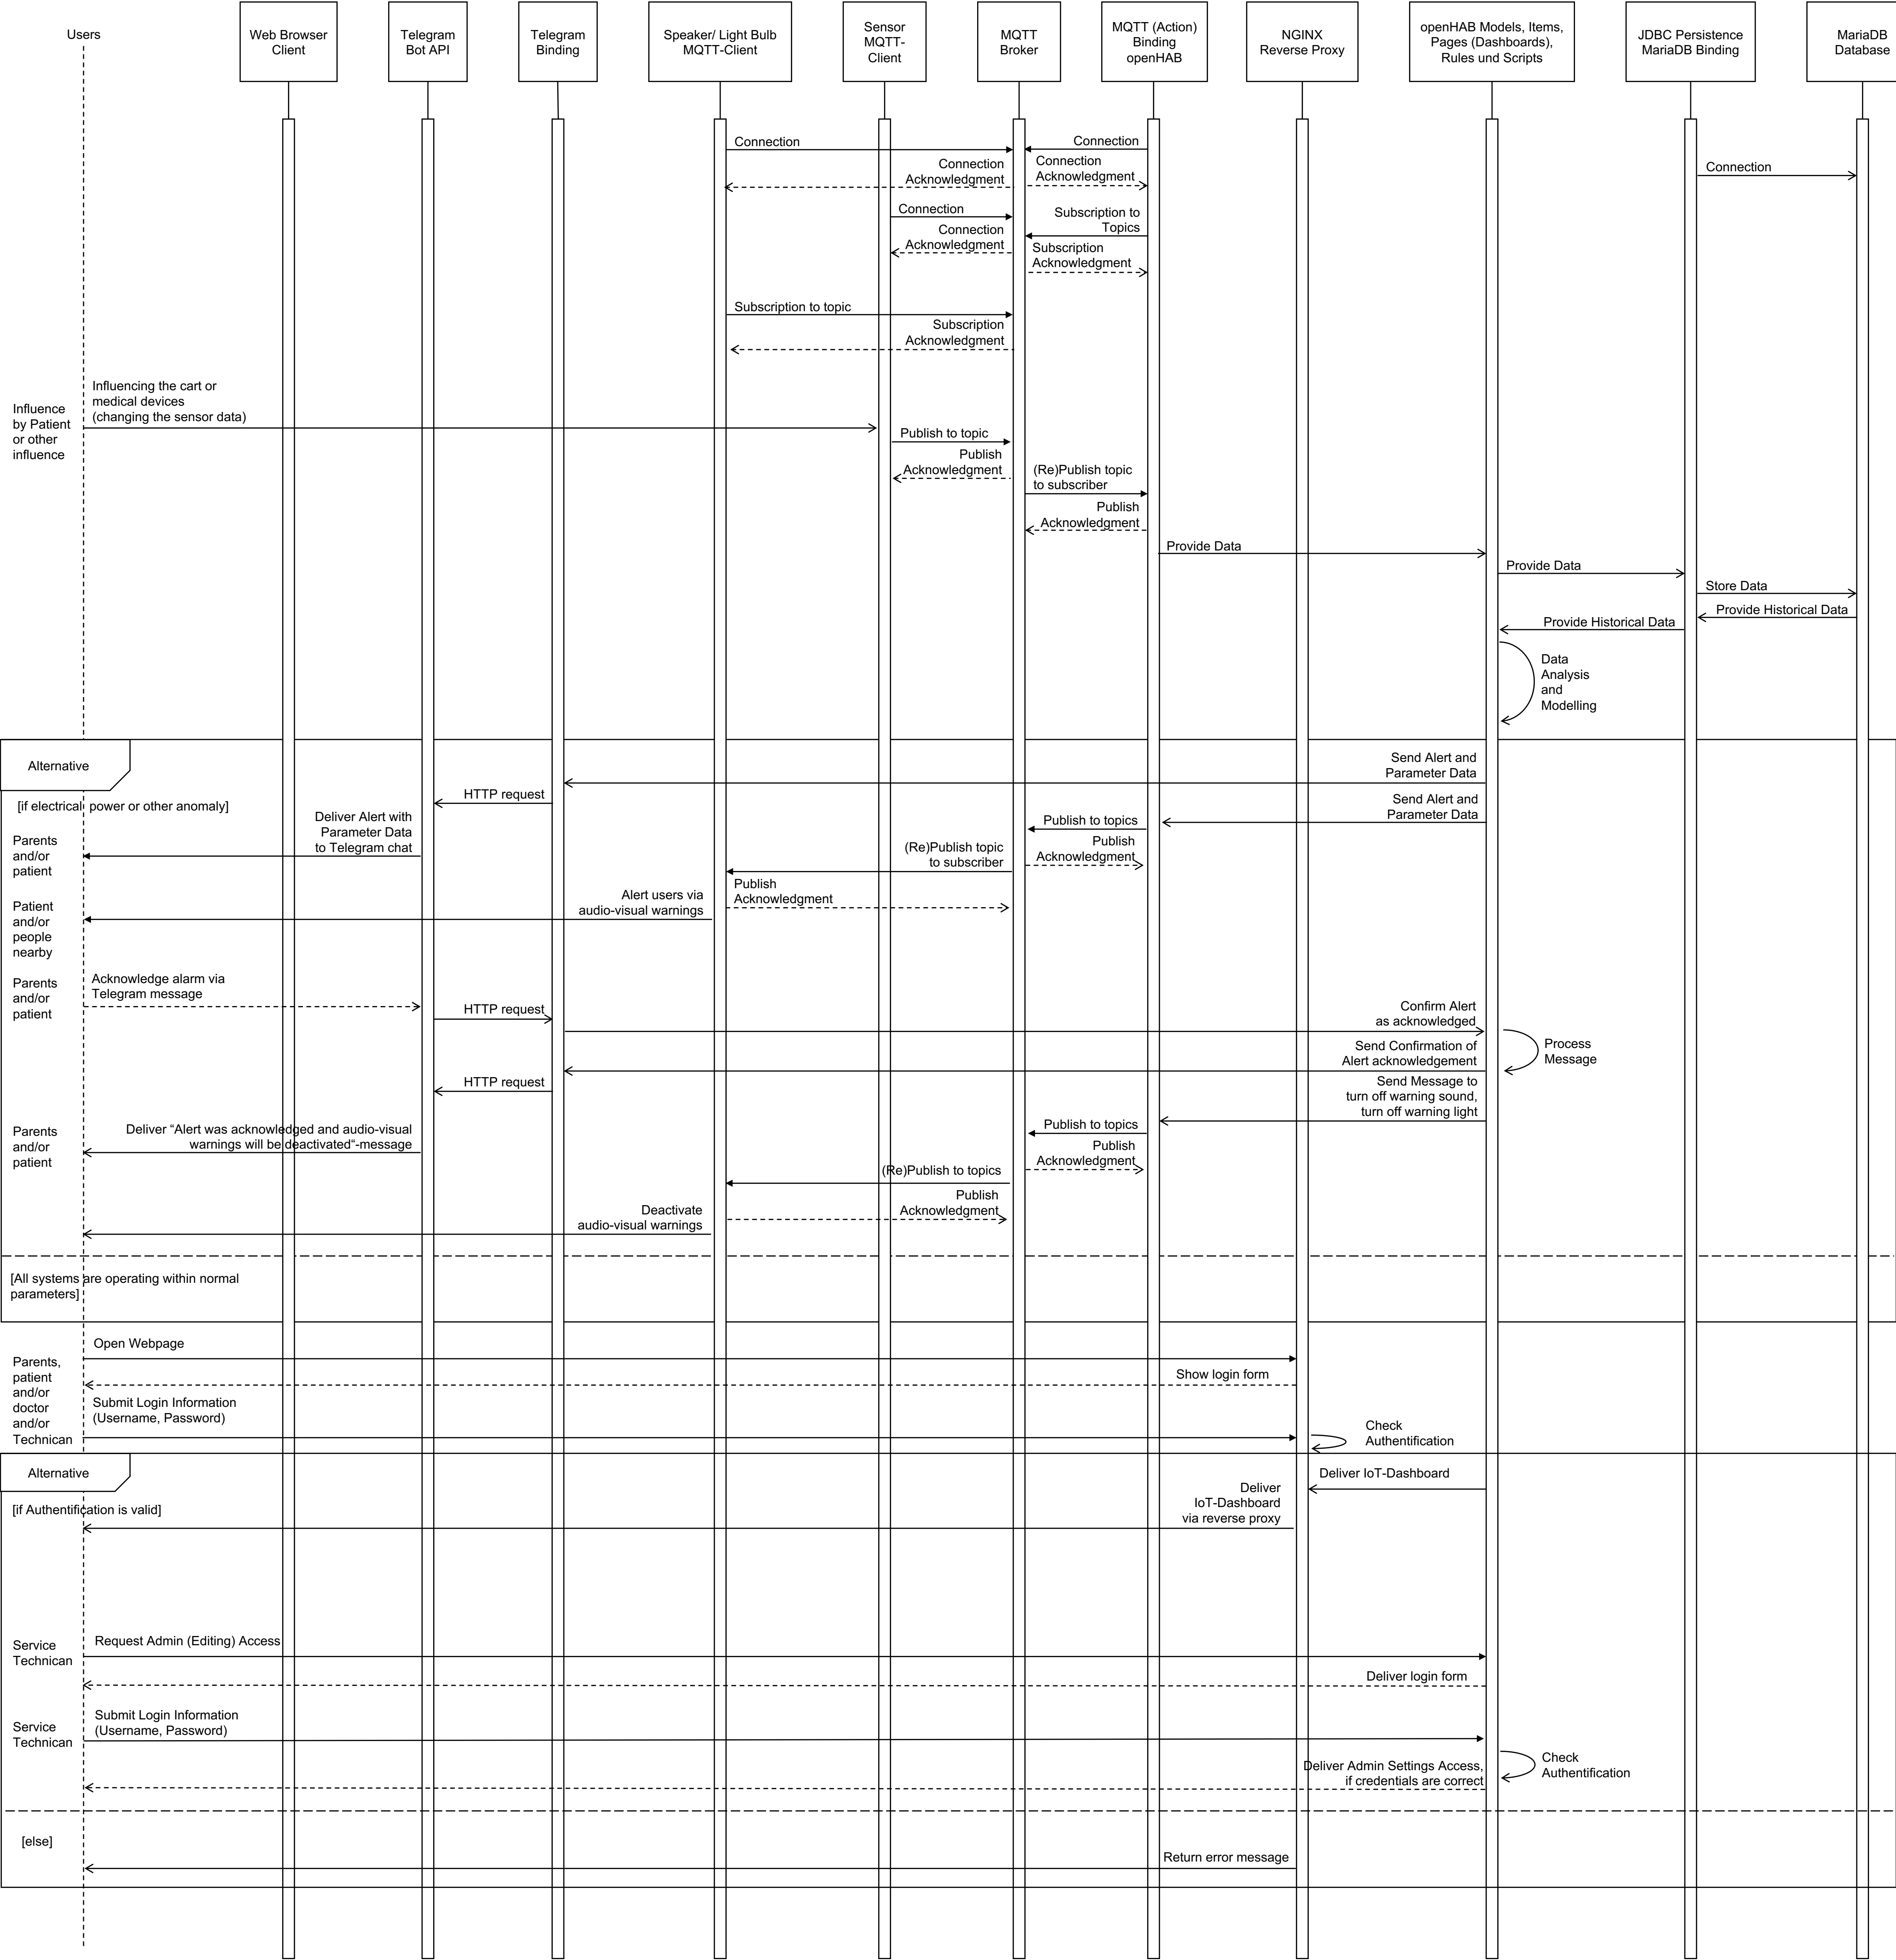 Users
Web Browser
Client
Telegram
Bot API
Telegram
Binding
Speaker/ Light Bulb
MQTT-Client
Sensor
MQTT-
Client
MQTT
Broker
MQTT (Action)
Binding
openHAB
NGINX
Reverse Proxy
openHAB Models, Items,
Pages (Dashboards),
Rules und Scripts
JDBC Persistence
MariaDB Binding
MariaDB
Database
Connection
Connection
Connection
Acknowledgment
Connection
Acknowledgment
Connection
Connection
Subscription to
Topics
Connection
Acknowledgment
Subscription
Acknowledgment
Subscription to topic
Subscription
Acknowledgment
Influence
by Patient
or other
influence
Influencing the cart or
medical devices
(changing the sensor data)
Publish to topic
Publish
Acknowledgment
(Re)Publish topic
to subscriber
Publish
Acknowledgment
Provide Data
Provide Data
Store Data
Provide Historical Data
Provide Historical Data
Data
Analysis
and
Modelling
Alternative
[if electrical power or other anomaly]
Send Alert and
Parameter Data
HTTP request
Send Alert and
Parameter Data
Deliver Alert with
Parameter Data
to Telegram chat
Publish to topics
Publish
Acknowledgment
Parents
and/or
patient
(Re)Publish topic
to subscriber
Publish
Acknowledgment
Alert users via
audio-visual warnings
Patient
and/or
people
nearby
Parents
and/or
patient
Acknowledge alarm via
Telegram message
HTTP request
Confirm Alert
as acknowledged
Process
Message
Send Confirmation of
Alert acknowledgement
HTTP request
Send Message to
turn off warning sound,
turn off warning light
Parents
and/or
patient
Deliver “Alert was acknowledged and audio-visual
warnings will be deactivated“-message
Publish to topics
Publish
Acknowledgment
(Re)Publish to topics
Publish
Acknowledgment
Deactivate
audio-visual warnings
[All systems are operating within normal
parameters]
Open Webpage
Parents,
patient
and/or
doctor
and/or
Technican
Show login form
Submit Login Information
(Username, Password)
Check
Authentification
Alternative
[if Authentification is valid]
Deliver IoT-Dashboard
Deliver
IoT-Dashboard
via reverse proxy
Service
Technican
Request Admin (Editing) Access
Deliver login form
Service
Technican
Submit Login Information
(Username, Password)
Check
Authentification
Deliver Admin Settings Access,
if credentials are correct
[else]
Return error message